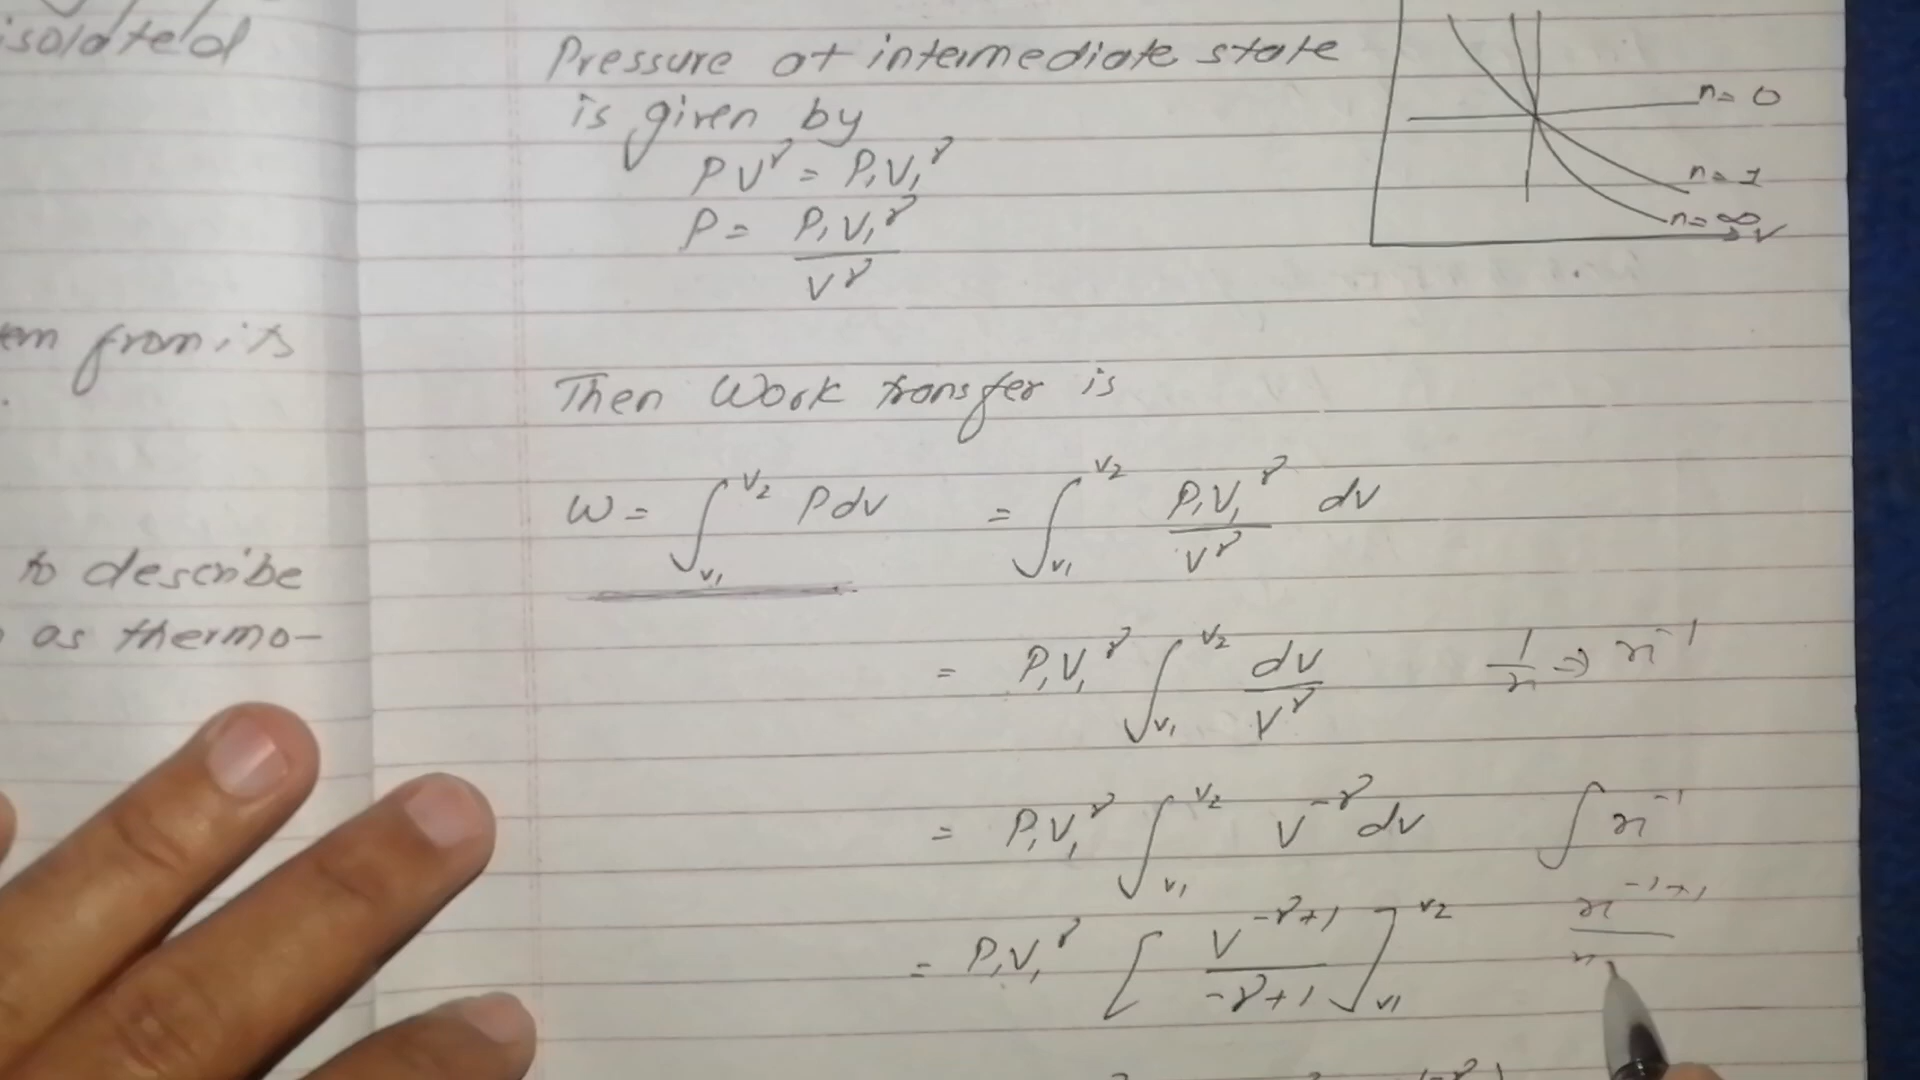 isolated
em from its
to describe
as thermo-
Pressure at intermediate state
is given by
PV^γ = P₁V₁^γ
P = P₁V₁^γ / V^γ
n = 0
n = 1
n = ∞
V
Then Work transfer is
W = ∫_{V₁}^{V₂} P dV = ∫_{V₁}^{V₂} P₁V₁^γ / V^γ dV
= P₁V₁^γ ∫_{V₁}^{V₂} dV / V^γ
1/x ⇒ x^{-1}
= P₁V₁^γ ∫_{V₁}^{V₂} V^{-γ} dV
∫ x^{-1}
= P₁V₁^γ [ V^{-γ+1} / -γ+1 ]_{V₁}^{V₂}
x^{-1+1}